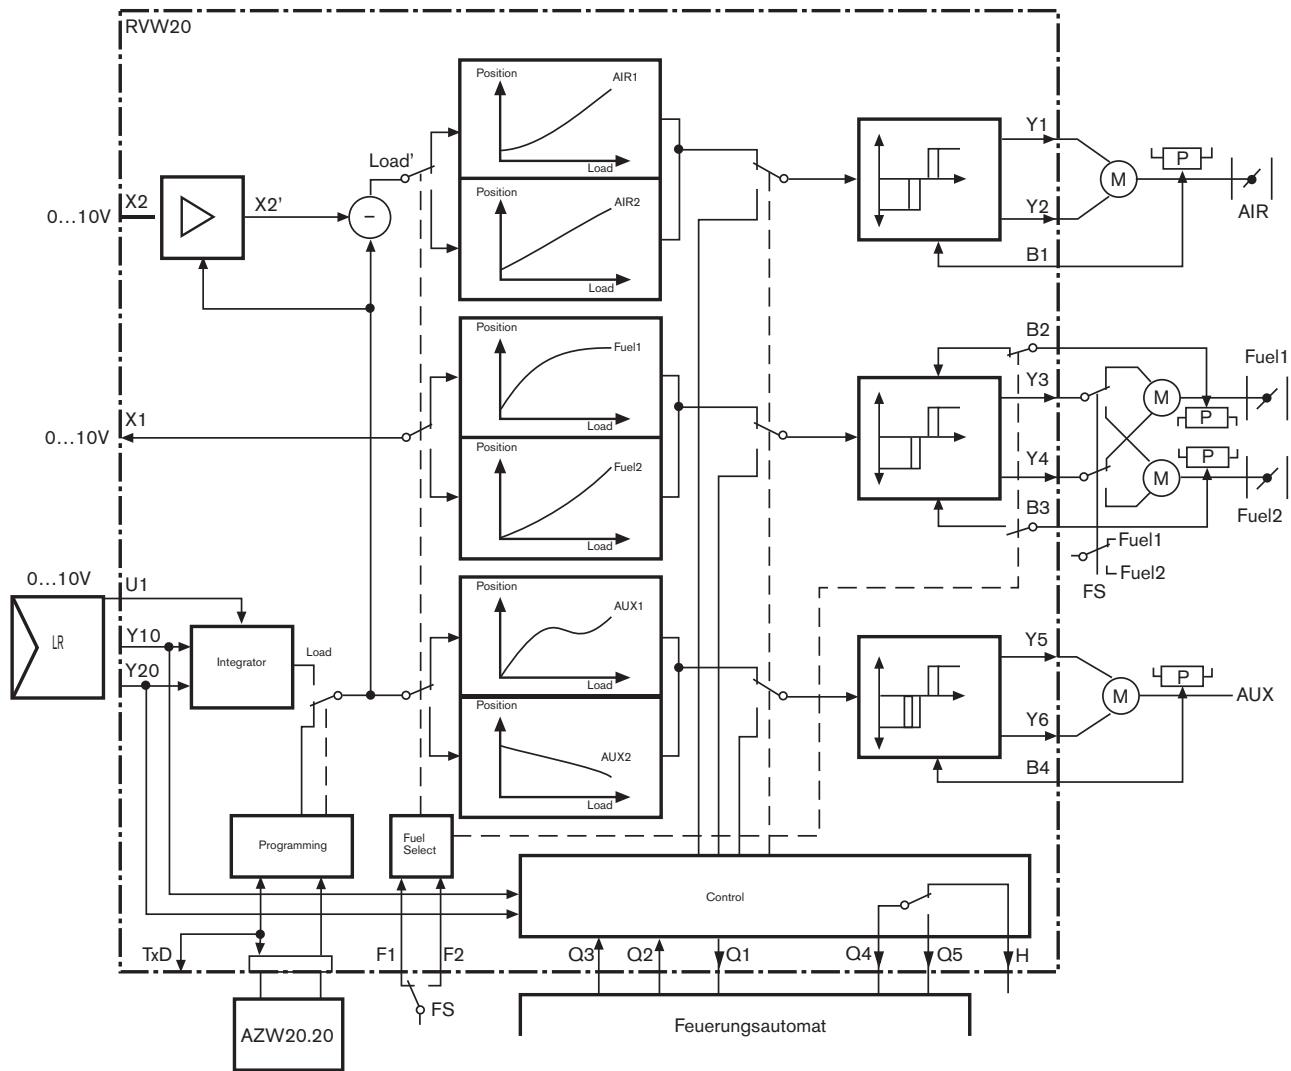 RVW20
Position
AIR1
Load
Position
AIR2
Load
Load'
X2
0...10V
X2'
−
Y1
Y2
B1
M
P
AIR
Position
Fuel1
Load
Position
Fuel2
Load
X1
0...10V
B2
Y3
Y4
B3
M
P
Fuel1
M
P
Fuel2
Fuel1
Fuel2
FS
0...10V
U1
LR
Y10
Y20
Integrator
Load
Position
AUX1
Load
Position
AUX2
Load
Y5
Y6
B4
M
P
AUX
Programming
Fuel
Select
Control
TxD
F1
F2
FS
Q3
Q2
Q1
Q4
Q5
H
AZW20.20
Feuerungsautomat